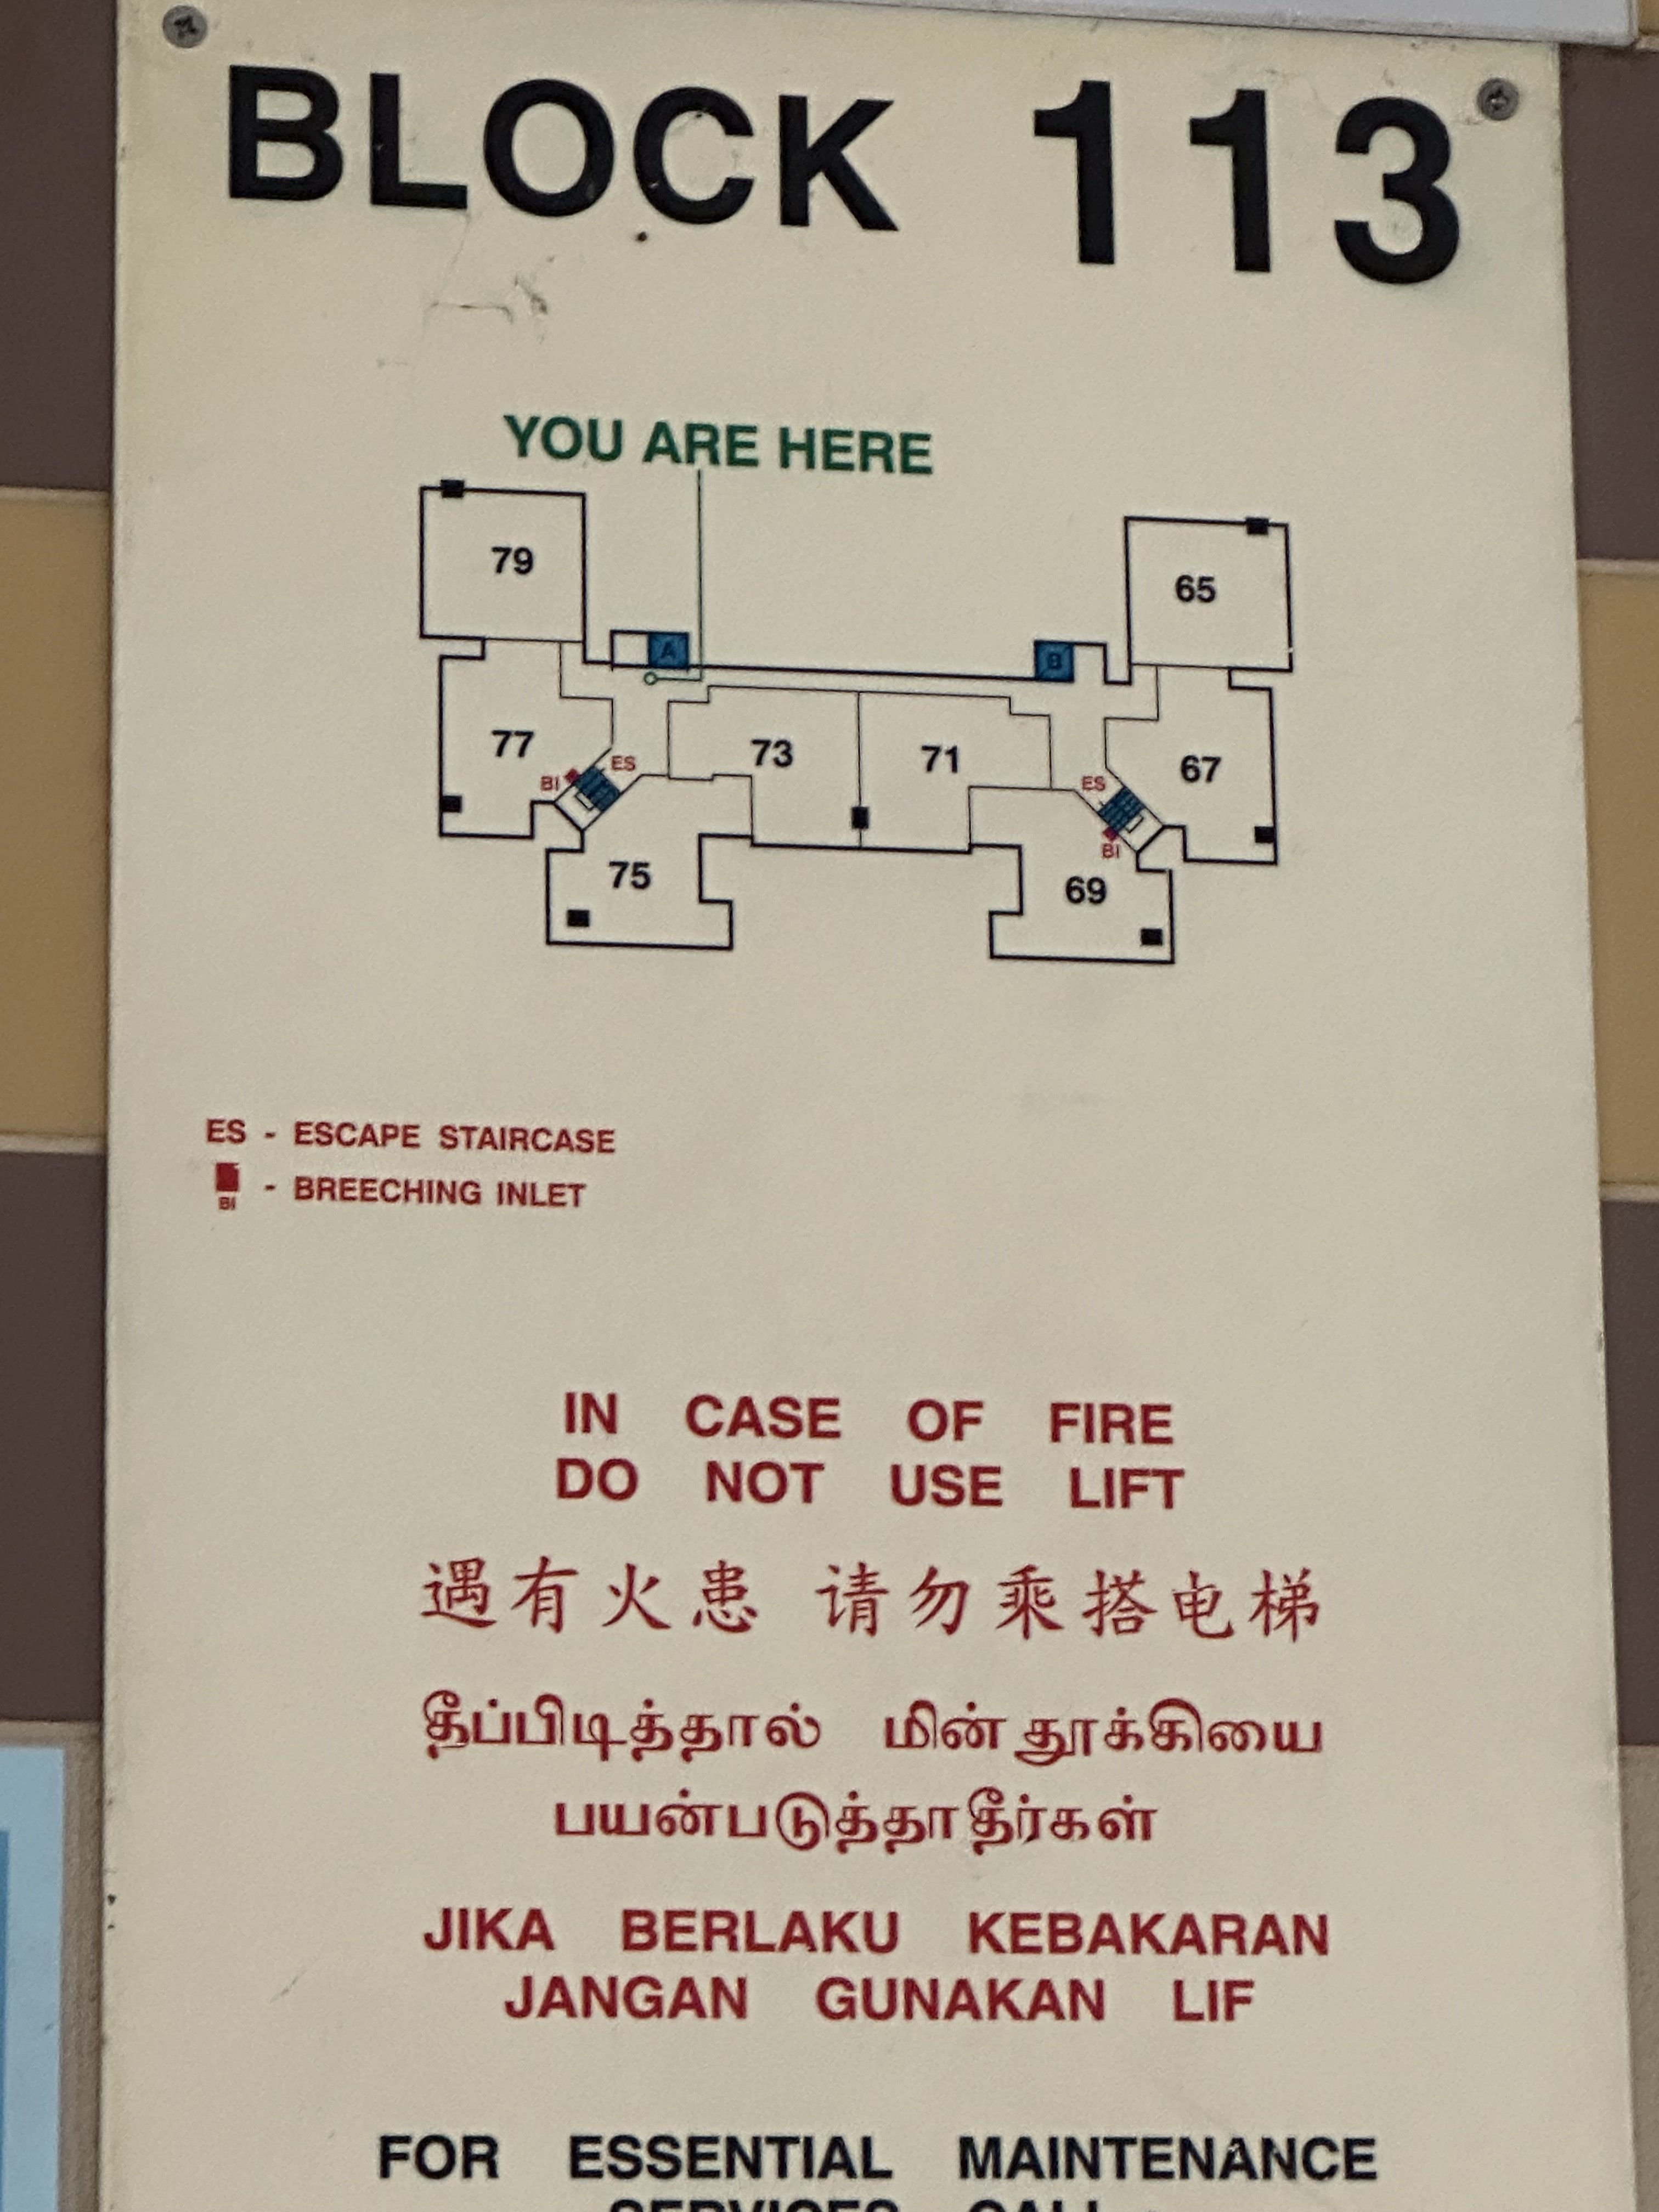 BLOCK 113
YOU ARE HERE
79
65
A
B
77
73
71
67
ES
BI
ES
BI
75
69
ES - ESCAPE STAIRCASE
BI - BREECHING INLET
IN CASE OF FIRE
DO NOT USE LIFT
遇有火患 请勿乘搭电梯
தீப்பிடித்தால் மின்தூக்கியை
பயன்படுத்தாதீர்கள்
JIKA BERLAKU KEBAKARAN
JANGAN GUNAKAN LIF
FOR ESSENTIAL MAINTENANCE
SERVICES CALL